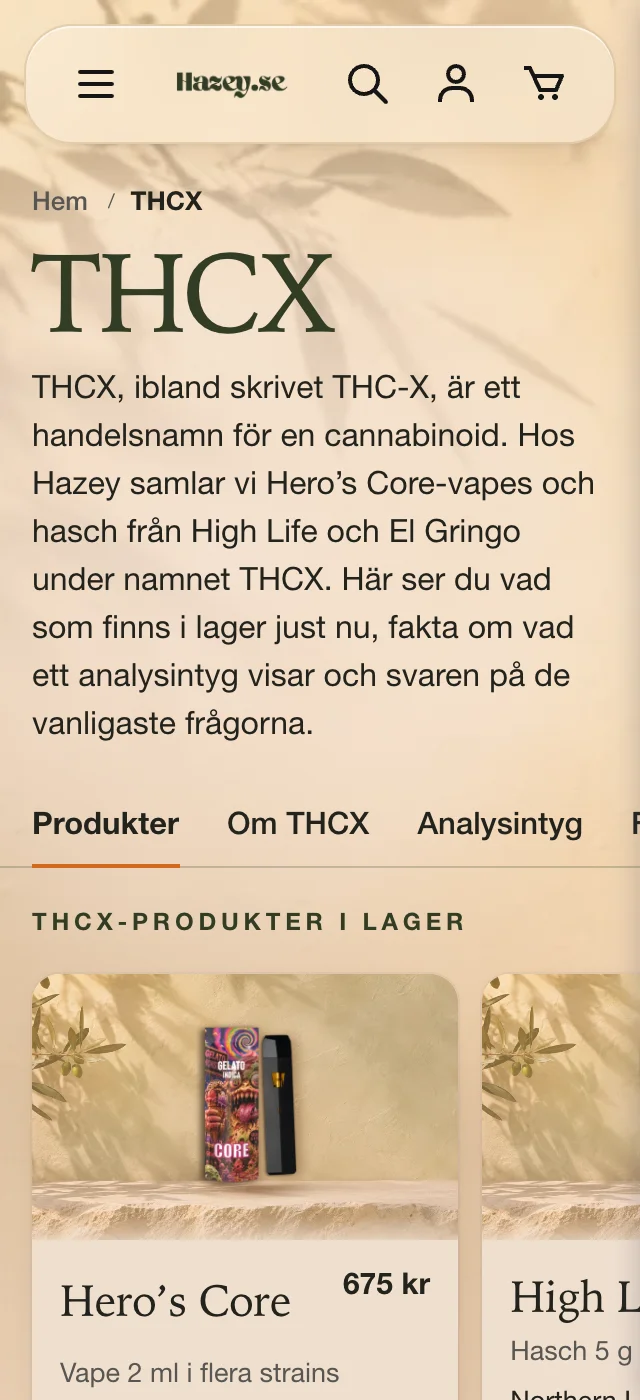 Hazey.se
Hem / THCX
THCX
THCX, ibland skrivet THC-X, är ett
handelsnamn för en cannabinoid. Hos
Hazey samlar vi Hero’s Core-vapes och
hasch från High Life och El Gringo
under namnet THCX. Här ser du vad
som finns i lager just nu, fakta om vad
ett analysintyg visar och svaren på de
vanligaste frågorna.
Produkter Om THCX Analysintyg
THCX-PRODUKTER I LAGER
GELATO
INDICA
CORE
Hero’s Core 675 kr
Vape 2 ml i flera strains
High L
Hasch 5 g